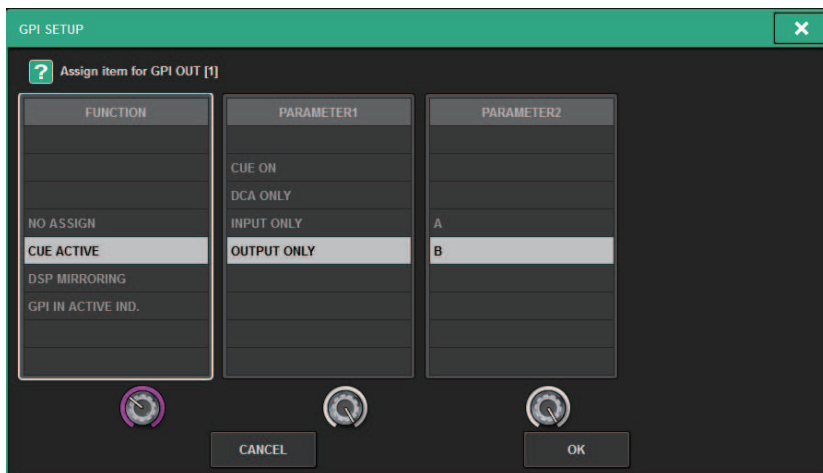 GPI SETUP
? Assign item for GPI OUT [1]
FUNCTION
NO ASSIGN
CUE ACTIVE
DSP MIRRORING
GPI IN ACTIVE IND.
PARAMETER1
CUE ON
DCA ONLY
INPUT ONLY
OUTPUT ONLY
PARAMETER2
A
B
CANCEL
OK